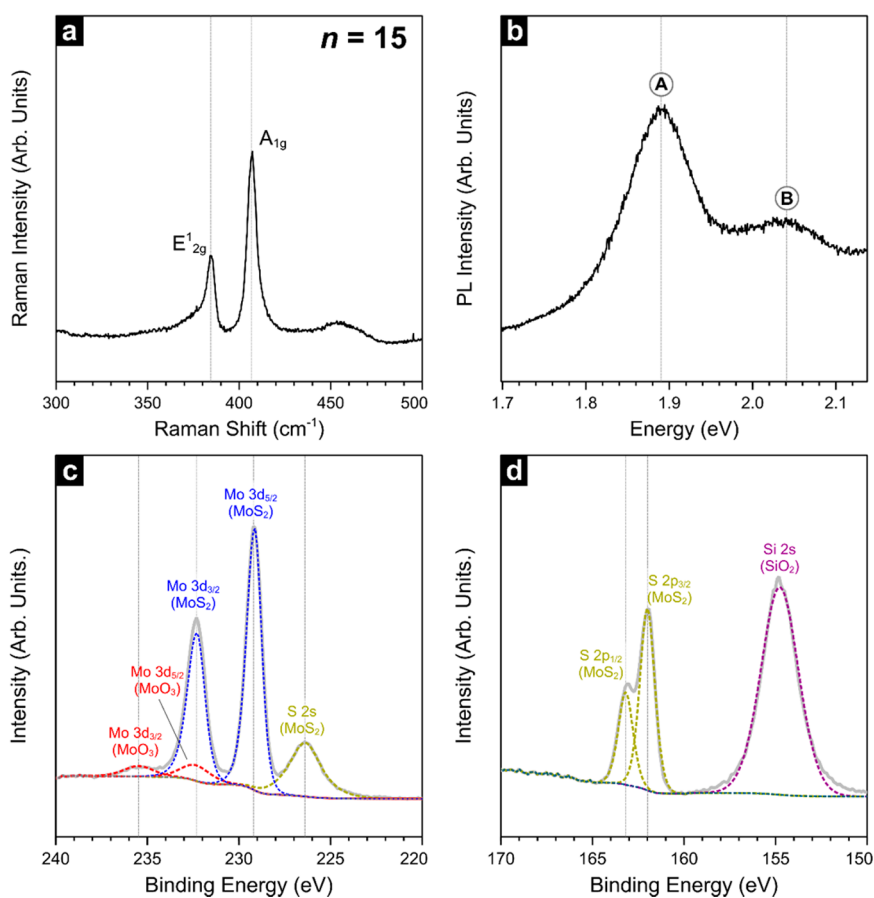 a
n = 15
Raman Intensity (Arb. Units)
E¹₂g
A₁g
300 350 400 450 500
Raman Shift (cm⁻¹)
b
PL Intensity (Arb. Units)
A
B
1.7 1.8 1.9 2.0 2.1
Energy (eV)
c
Intensity (Arb. Units.)
Mo 3d₃/₂
(MoO₃)
Mo 3d₅/₂
(MoO₃)
Mo 3d₃/₂
(MoS₂)
Mo 3d₅/₂
(MoS₂)
S 2s
(MoS₂)
240 235 230 225 220
Binding Energy (eV)
d
Intensity (Arb. Units.)
S 2p₁/₂
(MoS₂)
S 2p₃/₂
(MoS₂)
Si 2s
(SiO₂)
170 165 160 155 150
Binding Energy (eV)